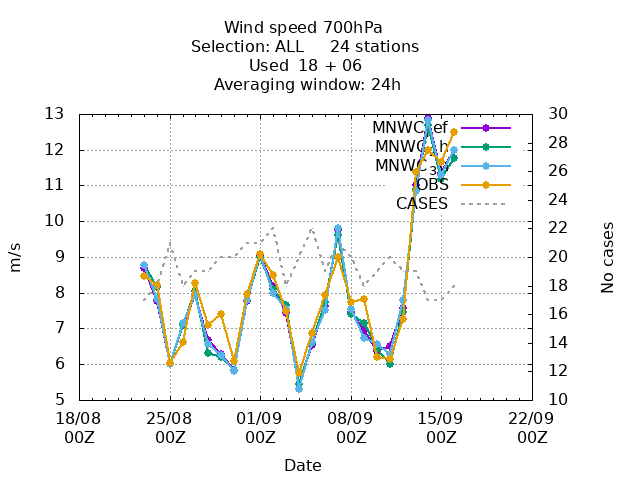 Wind speed 700hPa
Selection: ALL 24 stations
Used 18 + 06
Averaging window: 24h
13
12
11
10
9
8
7
6
5
m/s
30
28
26
24
22
20
18
16
14
12
10
No cases
OBS
CASES
18/08 25/08 01/09 08/09 15/09 22/09
00Z 00Z 00Z 00Z 00Z 00Z
Date